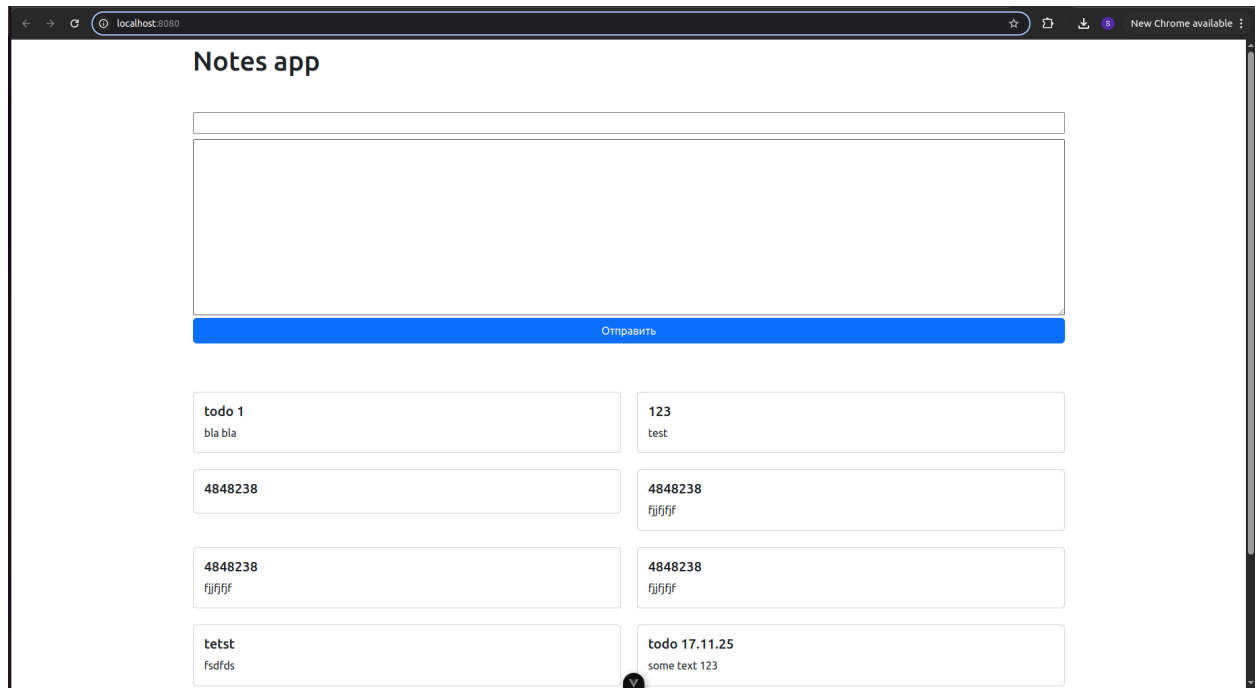 localhost:8080
S
New Chrome available
Notes app
Отправить
todo 1
bla bla
123
test
4848238
4848238
fjjfjfjf
4848238
fjjfjfjf
4848238
fjjfjfjf
tetst
fsdfds
todo 17.11.25
some text 123